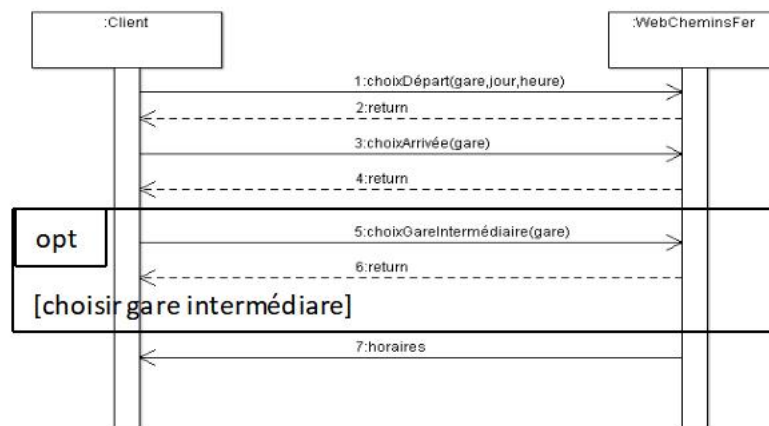 :Client
:WebCheminsFer
1:choixDépart(gare,jour,heure)
2:return
3:choixArrivée(gare)
4:return
opt
5:choixGareIntermédiaire(gare)
6:return
[choisir gare intermédiare]
7:horaires